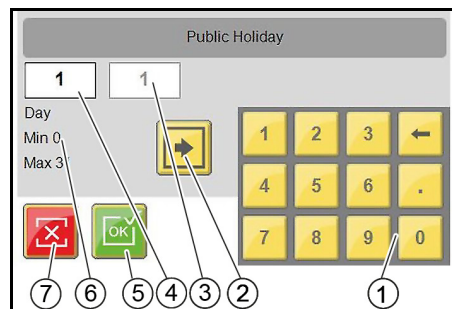 Public Holiday
1 1
Day
Min 0
Max 3
1 2 3 ←
4 5 6 .
OK
7 8 9 0
7 6 5 4 3 2 1